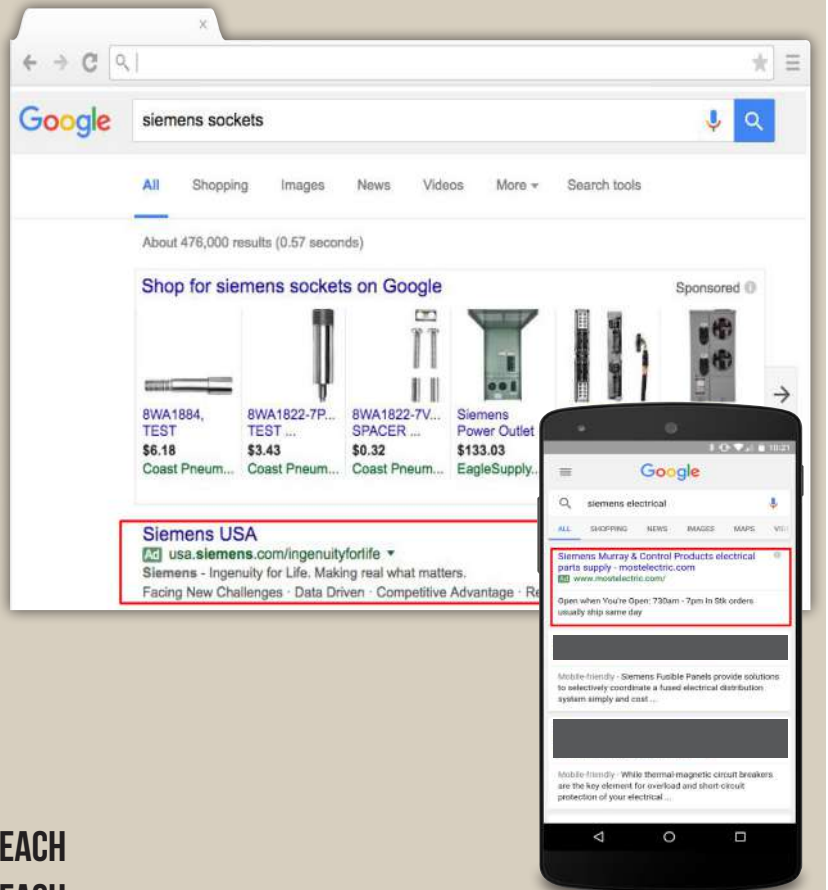 x
Google
siemens sockets
All Shopping Images News Videos More Search tools
About 476,000 results (0.57 seconds)
Shop for siemens sockets on Google
Sponsored
8WA1884, TEST
$6.18
Coast Pneum...
8WA1822-7P... TEST ...
$3.43
Coast Pneum...
8WA1822-7V... SPACER ...
$0.32
Coast Pneum...
Siemens Power Outlet
$133.03
EagleSupply...
Siemens USA
Ad usa.siemens.com/ingenuityforlife
Siemens - Ingenuity for Life. Making real what matters.
Facing New Challenges · Data Driven · Competitive Advantage · Re
10:21
Google
siemens electrical
ALL SHOPPING NEWS IMAGES MAPS
Siemens Murray & Control Products electrical
parts supply - mostelectric.com
Ad www.mostelectric.com/
Open when You're Open: 730am - 7pm In Stk orders
usually ship same day
Mobile-friendly - Siemens Fusible Panels provide solutions
to selectively coordinate a fused electrical distribution
system simply and cost ...
Mobile-friendly - While thermal-magnetic circuit breakers
are the key element for overload and short-circuit
protection of your electrical ...
EACH
EACH